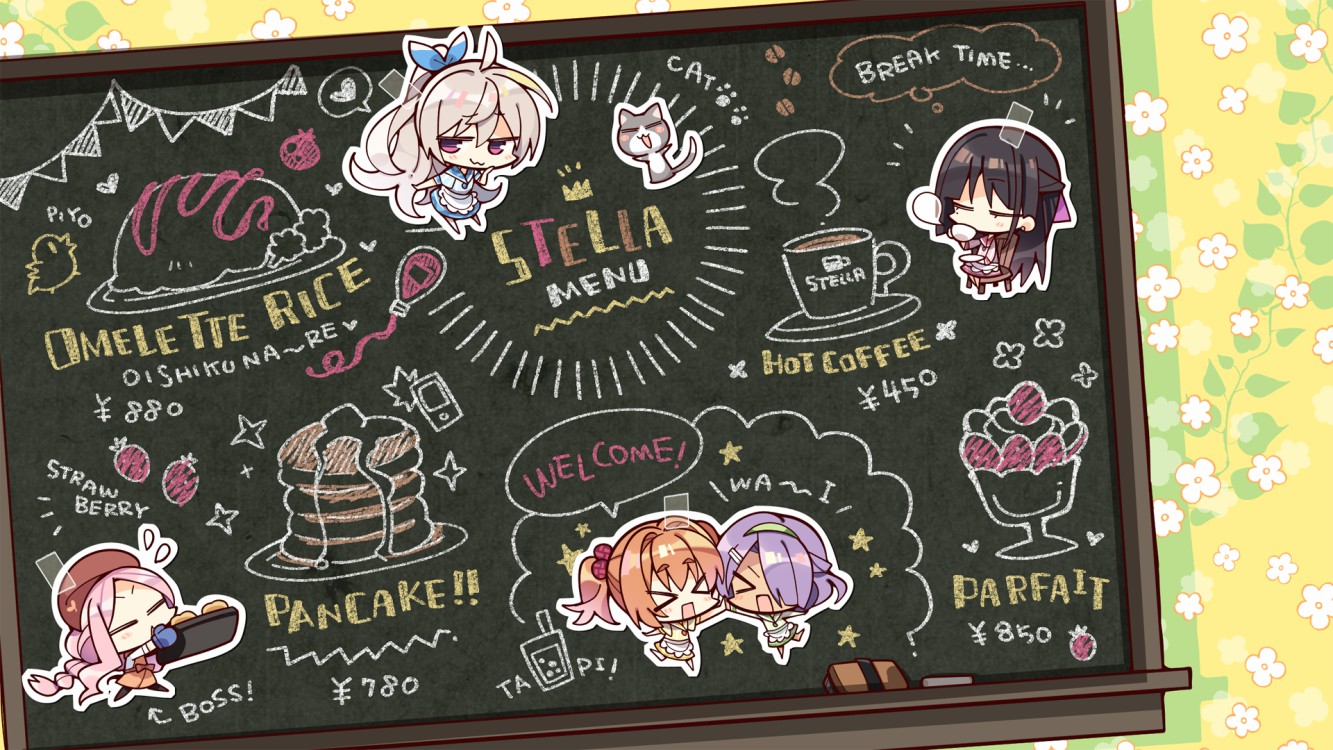 CAT
BREAK TIME...
PIYO
STELLA
MENU
STELLA
OMELETTE RICE
OISHIKUNA~RE
¥880
HOT COFFEE
¥450
STRAW
BERRY
WELCOME!
WA~I
PANCAKE!!
¥780
PARFAIT
¥850
TA PI!
BOSS!